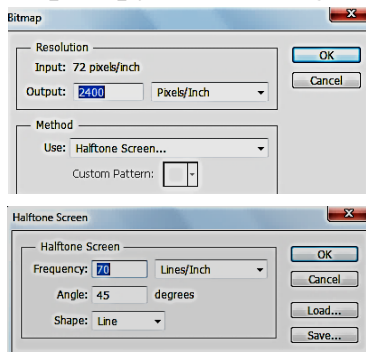 Bitmap
Resolution
Input: 72 pixels/inch
OK
Output: 2400 Pixels/Inch
Cancel
Method
Use: Halftone Screen...
Custom Pattern:
Halftone Screen
Halftone Screen
OK
Frequency: 70 Lines/Inch
Cancel
Angle: 45 degrees
Load...
Shape: Line
Save...